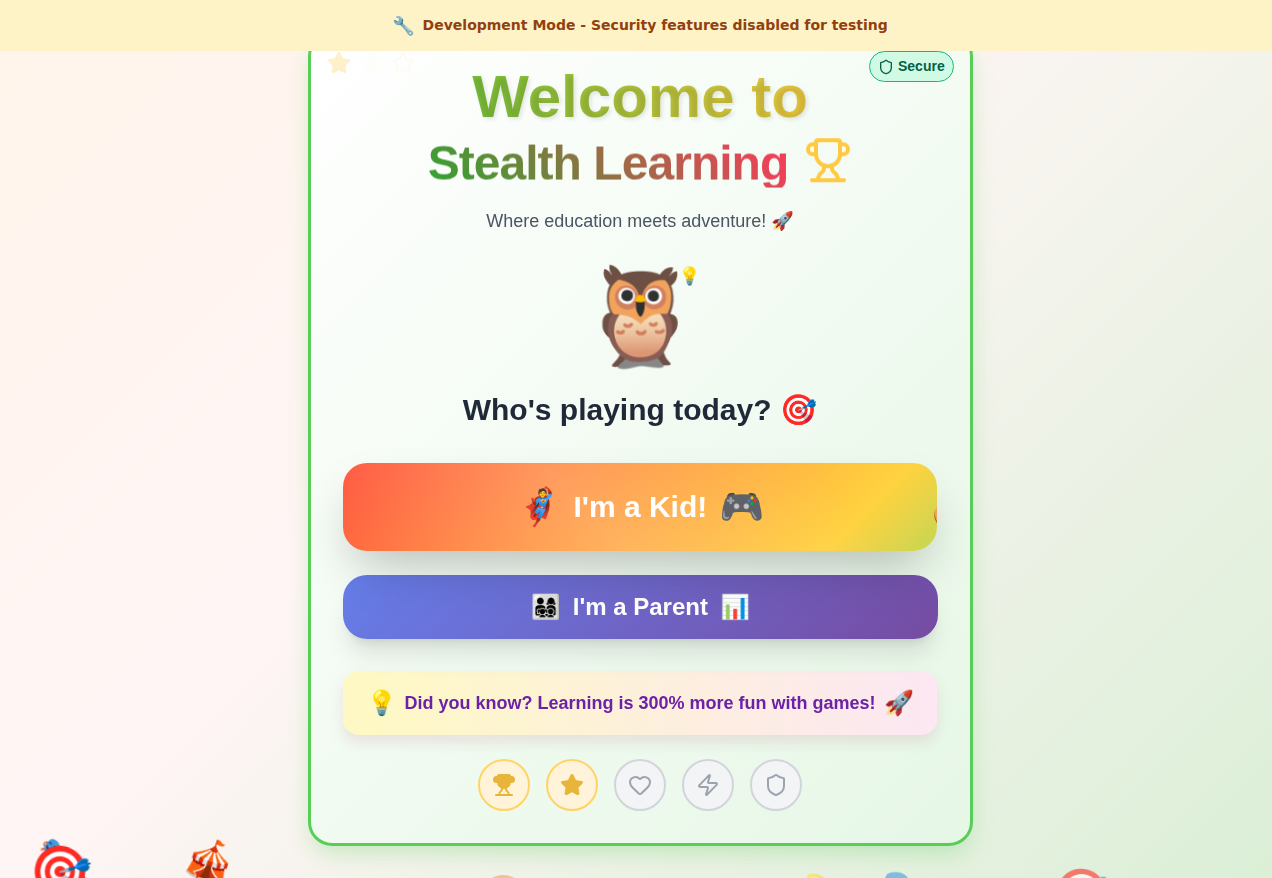 Development Mode - Security features disabled for testing
Secure
Welcome to
Stealth Learning
Where education meets adventure!
Who's playing today?
I'm a Kid!
I'm a Parent
Did you know? Learning is 300% more fun with games!